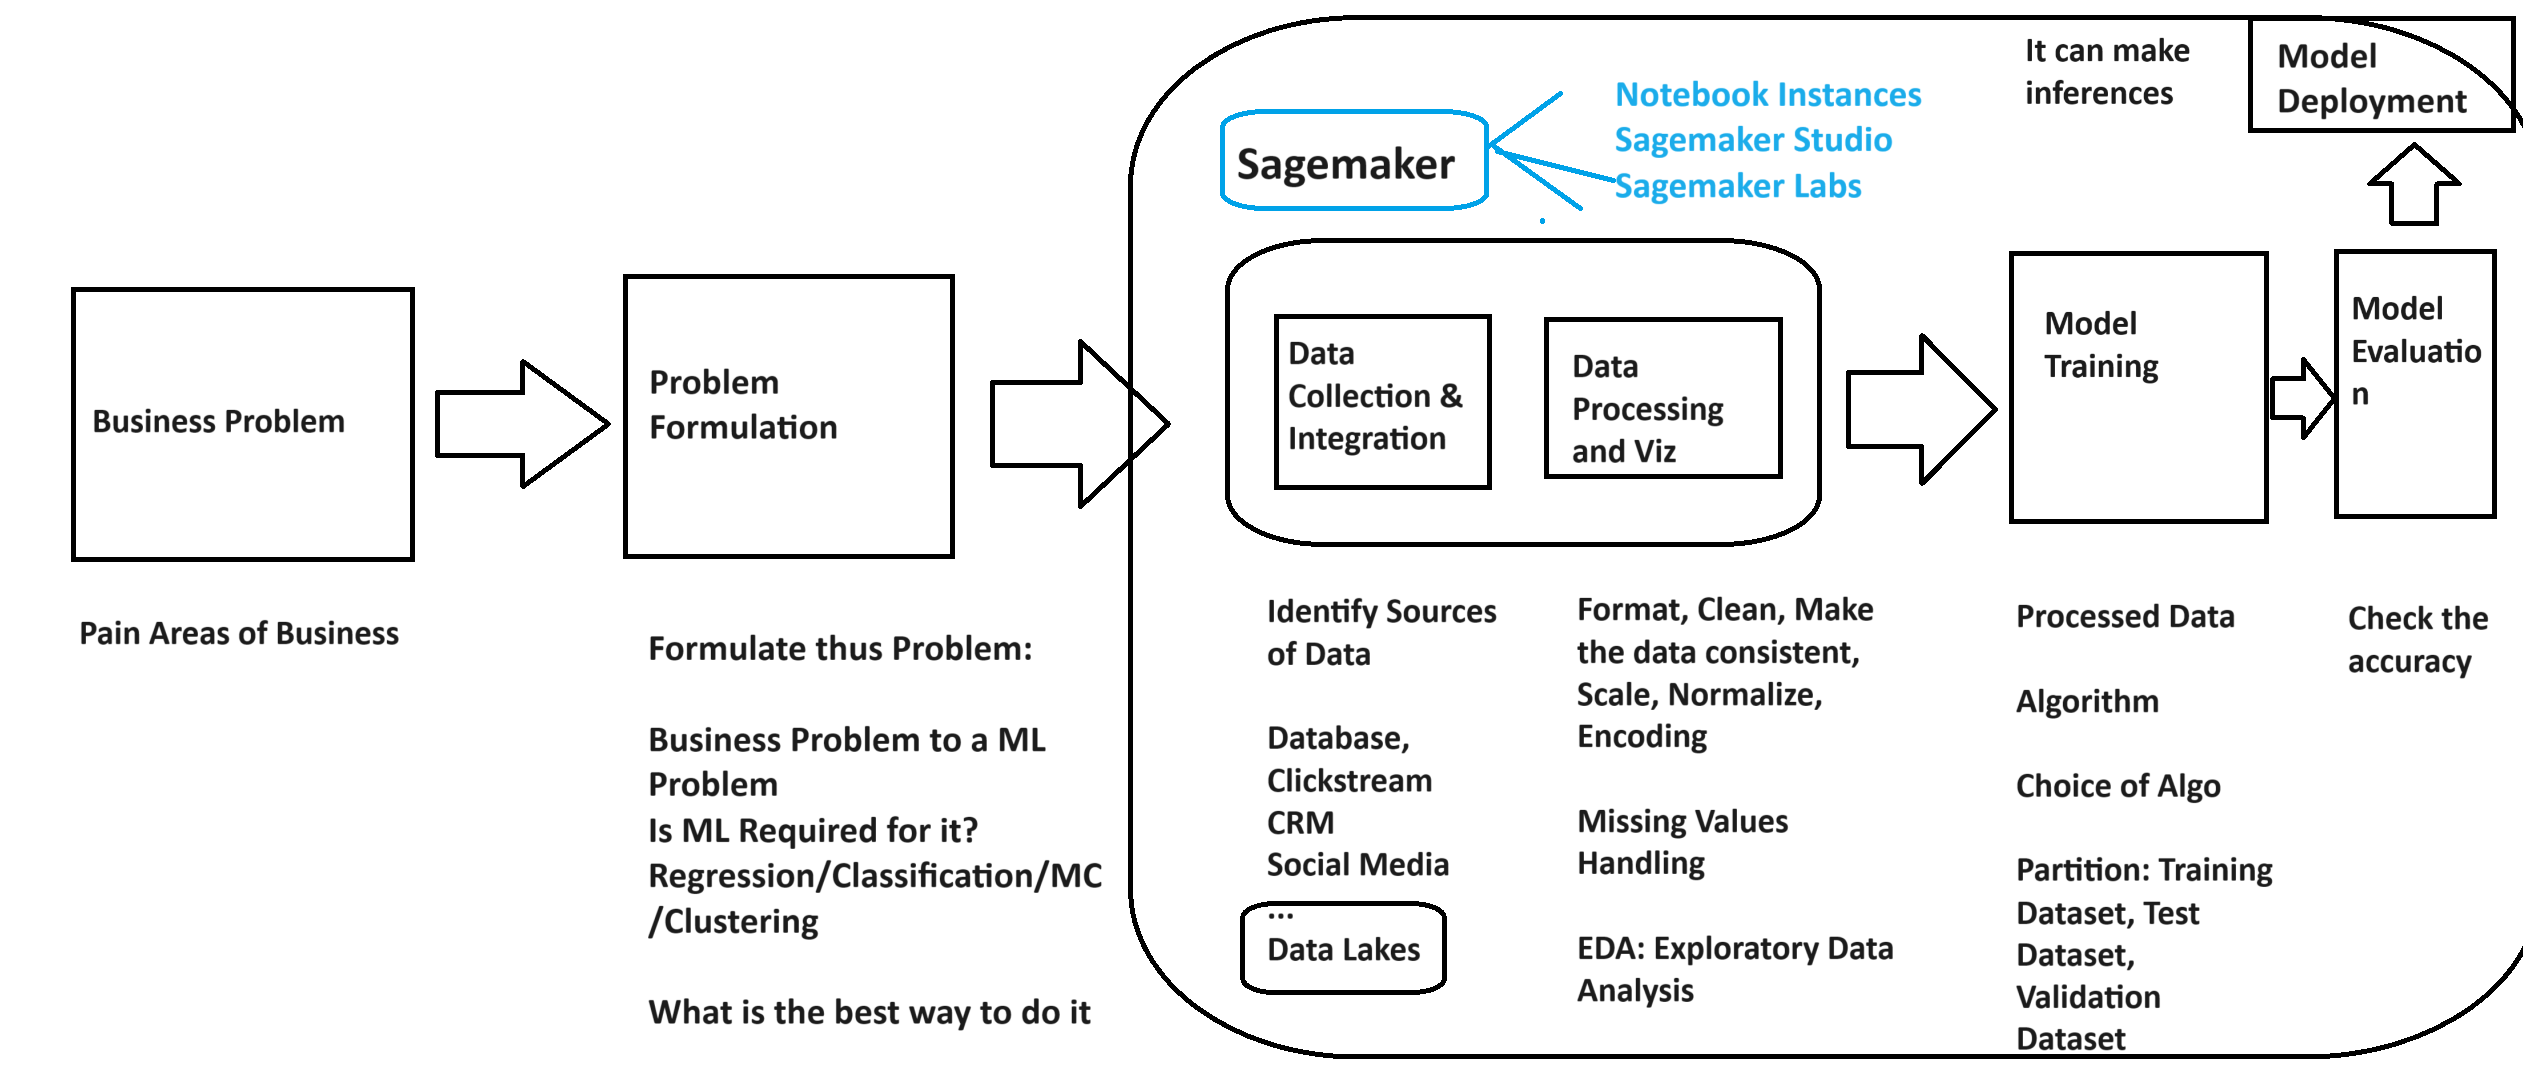 It can make
inferences
Model
Deployment
Notebook Instances
Sagemaker Studio
Sagemaker Labs
Sagemaker
Business Problem
Problem
Formulation
Data
Collection &
Integration
Data
Processing
and Viz
Model
Training
Model
Evaluatio
n
Pain Areas of Business
Formulate thus Problem:
Business Problem to a ML
Problem
Is ML Required for it?
Regression/Classification/MC
/Clustering
What is the best way to do it
Identify Sources
of Data
Database,
Clickstream
CRM
Social Media
...
Data Lakes
Format, Clean, Make
the data consistent,
Scale, Normalize,
Encoding
Missing Values
Handling
EDA: Exploratory Data
Analysis
Processed Data
Algorithm
Choice of Algo
Partition: Training
Dataset, Test
Dataset,
Validation
Dataset
Check the
accuracy